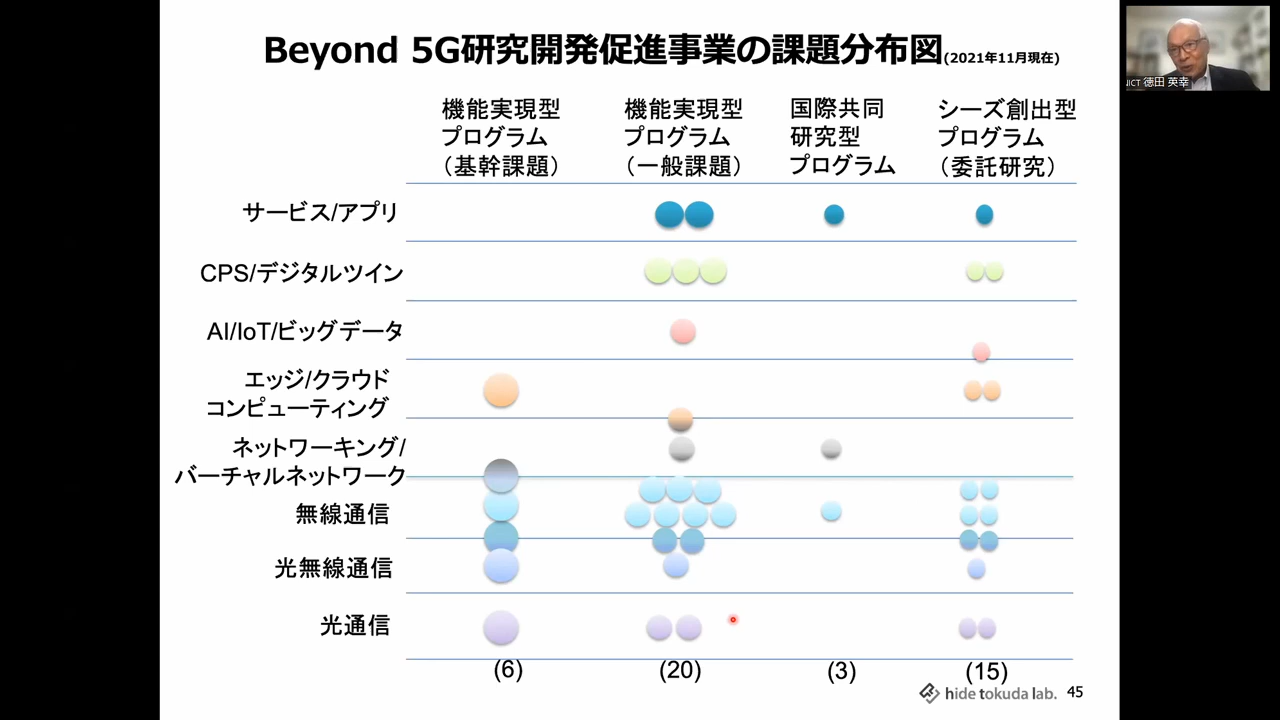 Beyond 5G研究開発促進事業の課題分布図(2021年11月現在)
徳田 英幸
機能実現型
プログラム
（基幹課題）
機能実現型
プログラム
（一般課題）
国際共同
研究型
プログラム
シーズ創出型
プログラム
（委託研究）
サービス/アプリ
CPS/デジタルツイン
AI/IoT/ビッグデータ
エッジ/クラウド
コンピューティング
ネットワーキング/
バーチャルネットワーク
無線通信
光無線通信
光通信
(6)
(20)
(3)
(15)
hide tokuda lab.
45